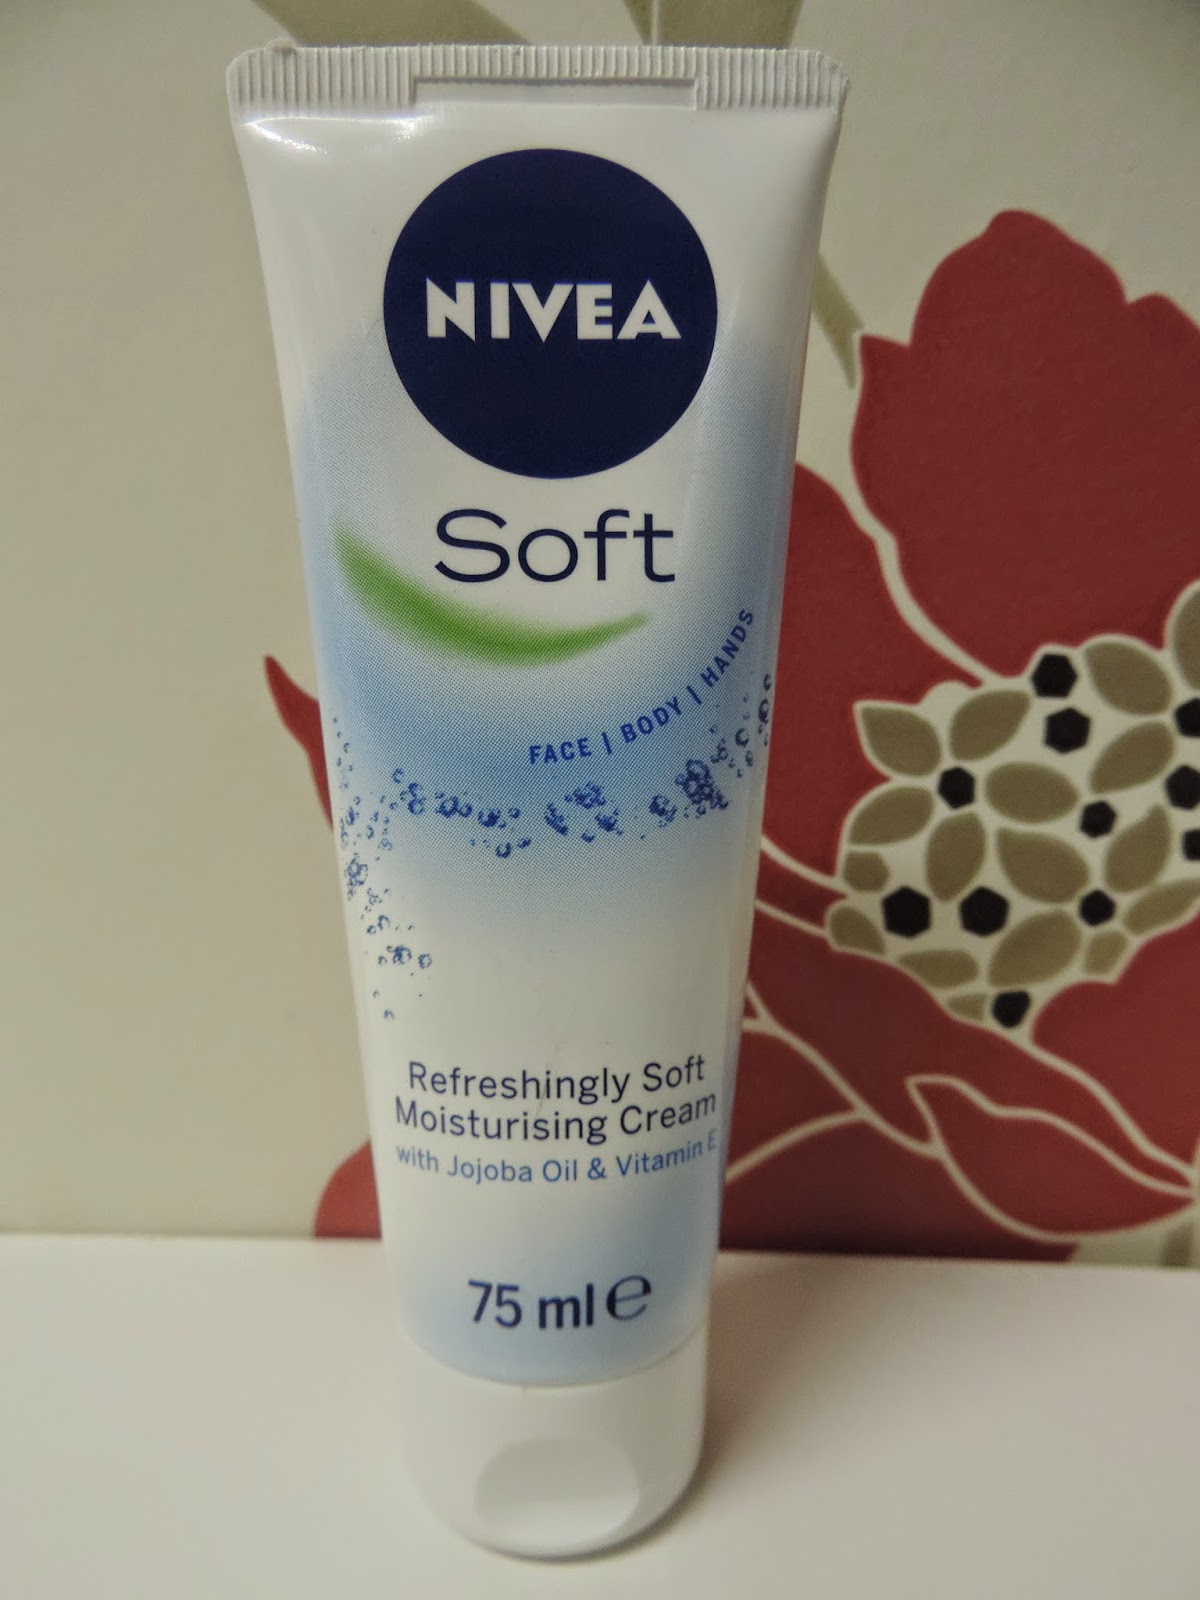 NIVEA
Soft
FACE | BODY | HANDS
Refreshingly Soft
Moisturising Cream
with Jojoba Oil & Vitamin E
75 ml ℮